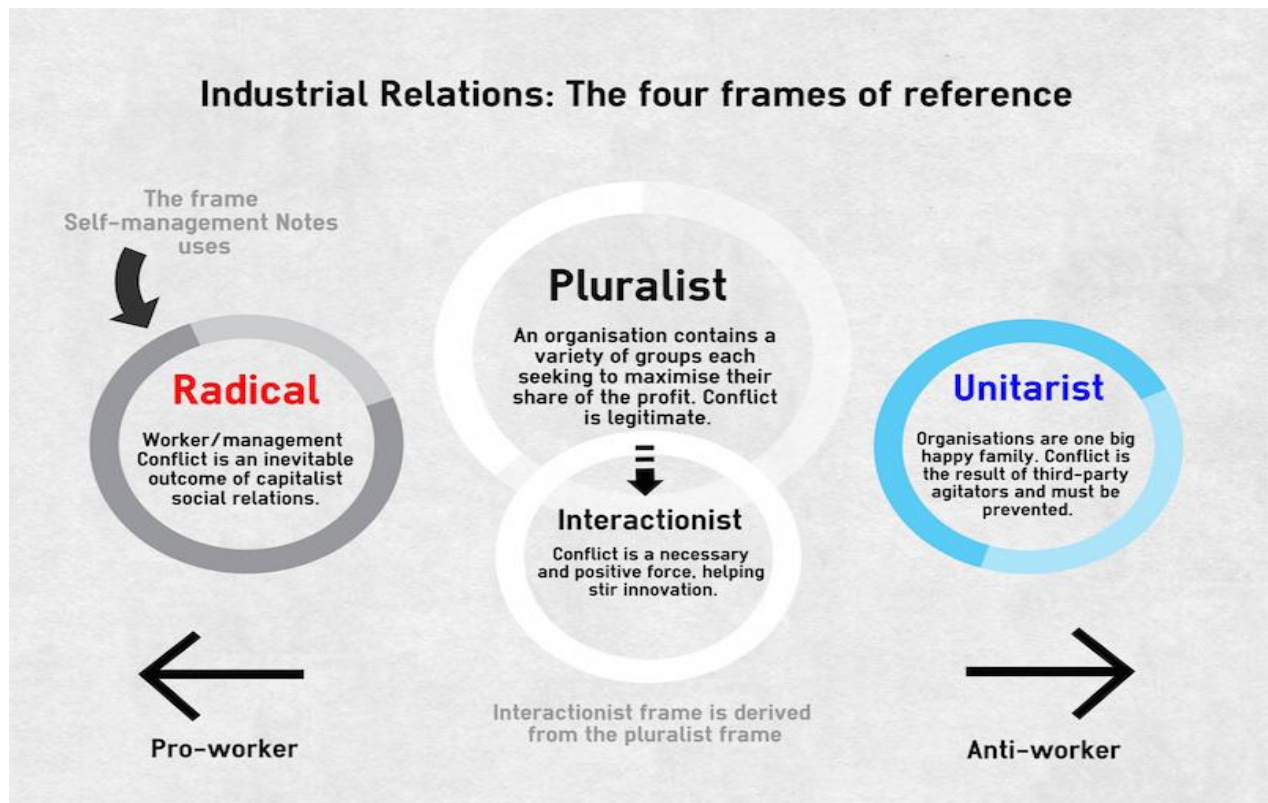 Industrial Relations: The four frames of reference
The frame
Self-management Notes
uses
Radical
Worker/management
Conflict is an inevitable
outcome of capitalist
social relations.
Pluralist
An organisation contains a
variety of groups each
seeking to maximise their
share of the profit. Conflict
is legitimate.
Interactionist
Conflict is a necessary
and positive force, helping
stir innovation.
Interactionist frame is derived
from the pluralist frame
Unitarist
Organisations are one big
happy family. Conflict is
the result of third-party
agitators and must be
prevented.
Pro-worker
Anti-worker